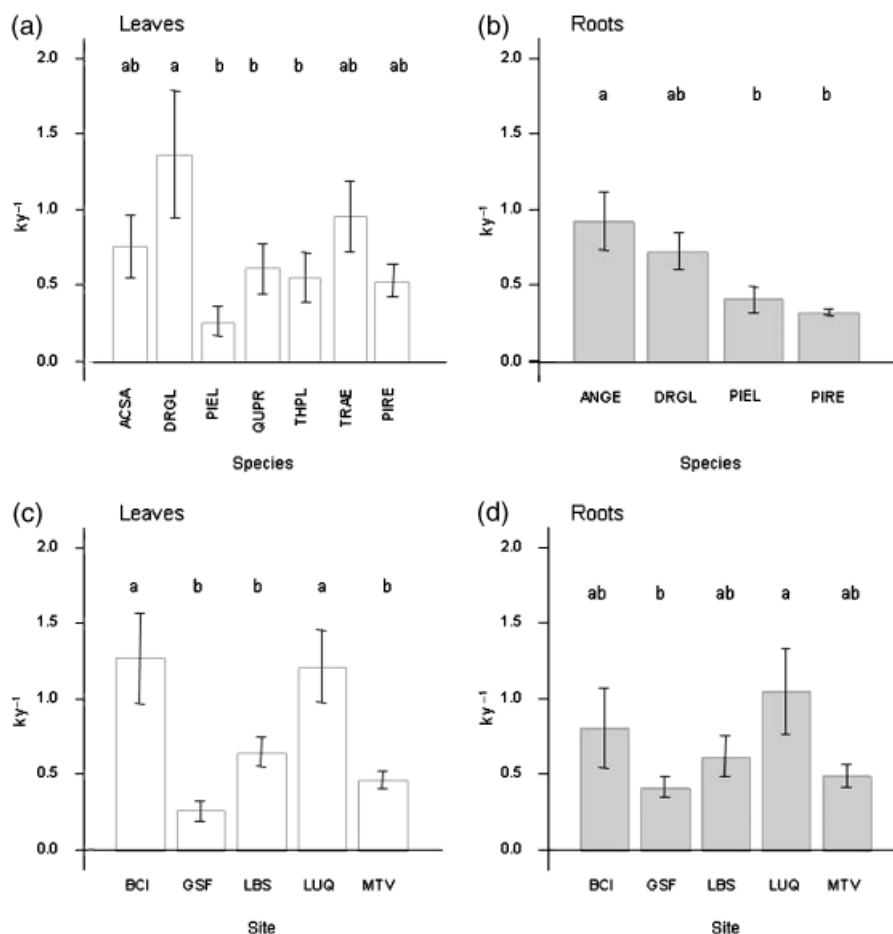 (a) Leaves
2.0
1.5
1.0
0.5
0.0
ky⁻¹
ab a b b b ab ab
ACSA DRGL PIEL QUPR THPL TRAE PIRE
Species
(b) Roots
2.0
1.5
1.0
0.5
0.0
ky⁻¹
a ab b b
ANGE DRGL PIEL PIRE
Species
(c) Leaves
2.0
1.5
1.0
0.5
0.0
ky⁻¹
a b b a b
BCI GSF LBS LUQ MTV
Site
(d) Roots
2.0
1.5
1.0
0.5
0.0
ky⁻¹
ab b ab a ab
BCI GSF LBS LUQ MTV
Site